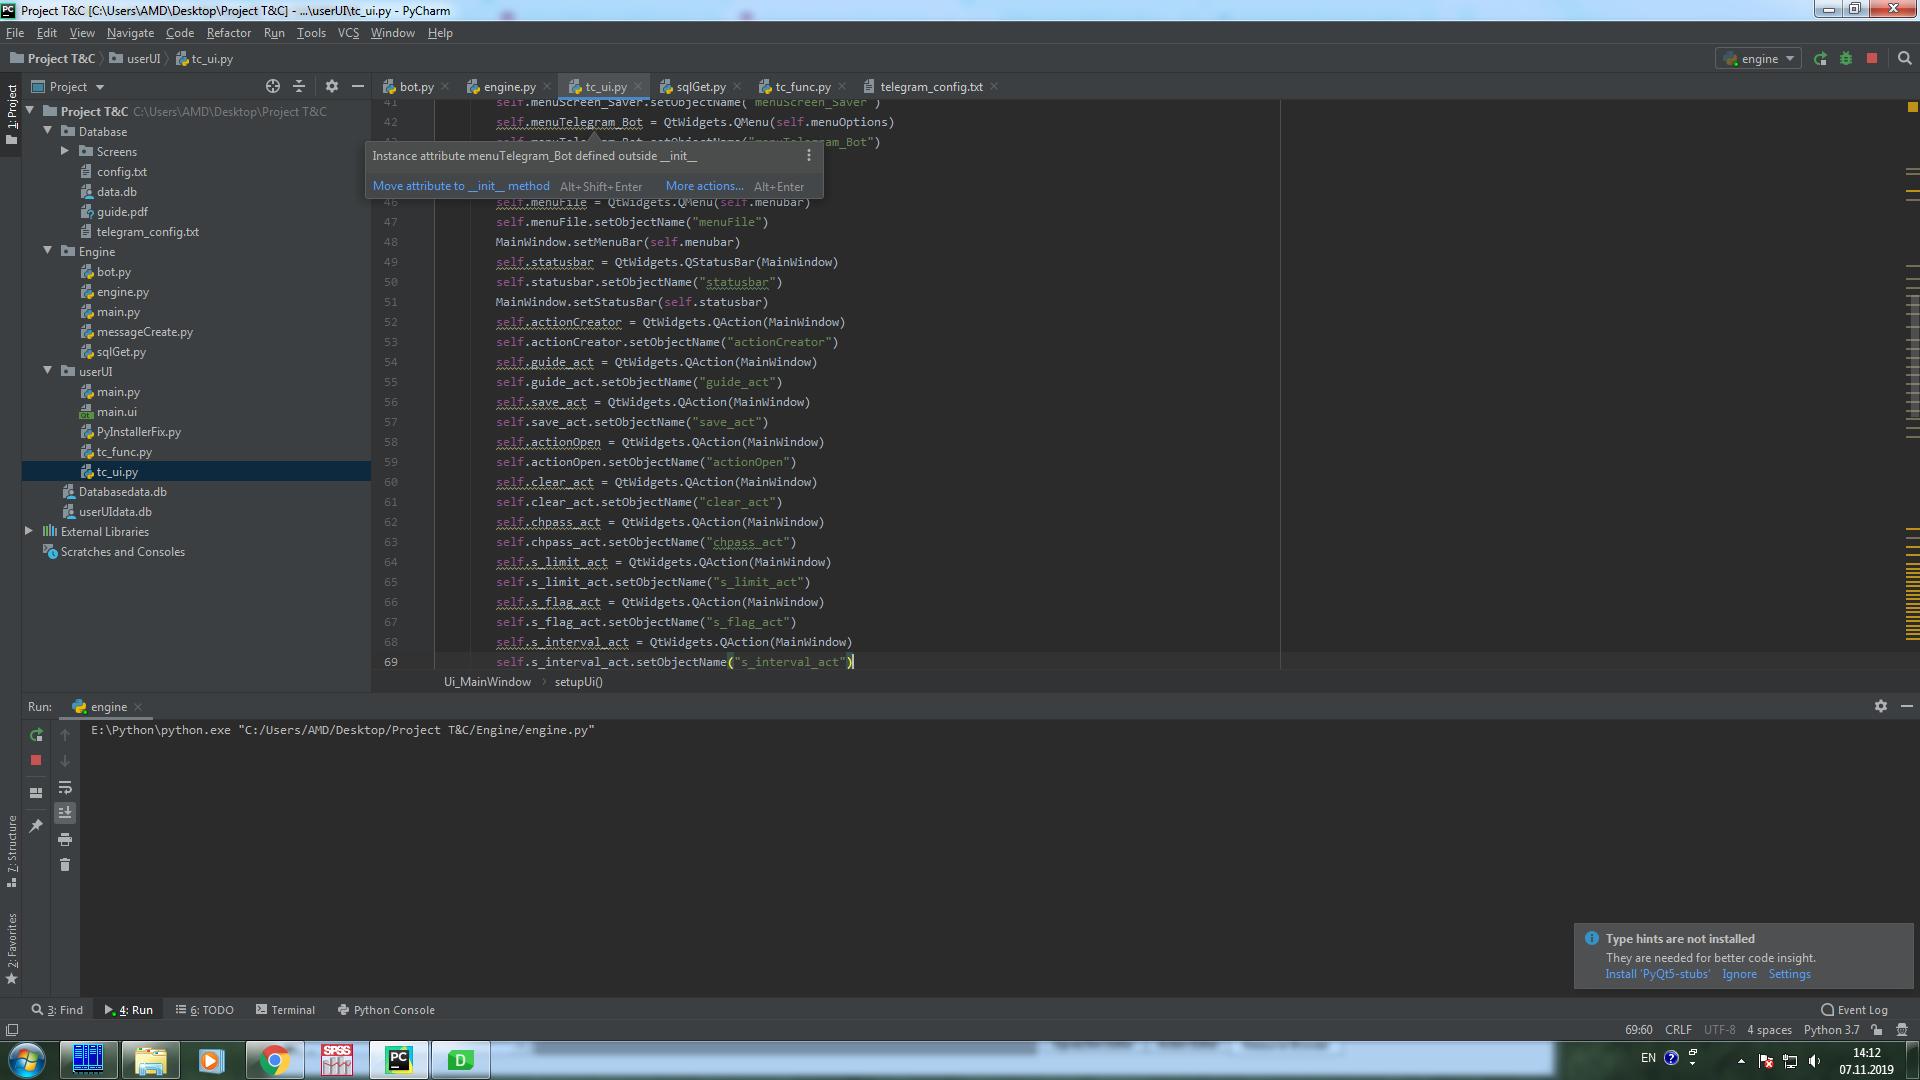 Project T&C [C:\Users\AMD\Desktop\Project T&C] - ...\userUI\tc_ui.py - PyCharm
File Edit View Navigate Code Refactor Run Tools VCS Window Help
Project T&C userUI tc_ui.py engine
Project bot.py engine.py tc_ui.py sqlGet.py tc_func.py telegram_config.txt
1: Project
Project T&C C:\Users\AMD\Desktop\Project T&C
Database
Screens
config.txt
data.db
guide.pdf
telegram_config.txt
Engine
bot.py
engine.py
main.py
messageCreate.py
sqlGet.py
userUI
main.py
main.ui
PyInstallerFix.py
tc_func.py
tc_ui.py
Databasedata.db
userUIdata.db
External Libraries
Scratches and Consoles
41 self.menuScreen_Saver.setObjectName("menuScreen_Saver")
42 self.menuTelegram_Bot = QtWidgets.QMenu(self.menuOptions)
43 self.menuTelegram_Bot.setObjectName("menuTelegram_Bot")
Instance attribute menuTelegram_Bot defined outside __init__
Move attribute to __init__ method Alt+Shift+Enter More actions... Alt+Enter
46 self.menuFile = QtWidgets.QMenu(self.menubar)
47 self.menuFile.setObjectName("menuFile")
48 MainWindow.setMenuBar(self.menubar)
49 self.statusbar = QtWidgets.QStatusBar(MainWindow)
50 self.statusbar.setObjectName("statusbar")
51 MainWindow.setStatusBar(self.statusbar)
52 self.actionCreator = QtWidgets.QAction(MainWindow)
53 self.actionCreator.setObjectName("actionCreator")
54 self.guide_act = QtWidgets.QAction(MainWindow)
55 self.guide_act.setObjectName("guide_act")
56 self.save_act = QtWidgets.QAction(MainWindow)
57 self.save_act.setObjectName("save_act")
58 self.actionOpen = QtWidgets.QAction(MainWindow)
59 self.actionOpen.setObjectName("actionOpen")
60 self.clear_act = QtWidgets.QAction(MainWindow)
61 self.clear_act.setObjectName("clear_act")
62 self.chpass_act = QtWidgets.QAction(MainWindow)
63 self.chpass_act.setObjectName("chpass_act")
64 self.s_limit_act = QtWidgets.QAction(MainWindow)
65 self.s_limit_act.setObjectName("s_limit_act")
66 self.s_flag_act = QtWidgets.QAction(MainWindow)
67 self.s_flag_act.setObjectName("s_flag_act")
68 self.s_interval_act = QtWidgets.QAction(MainWindow)
69 self.s_interval_act.setObjectName("s_interval_act")
Ui_MainWindow setupUi()
Run: engine
E:\Python\python.exe "C:/Users/AMD/Desktop/Project T&C/Engine/engine.py"
7: Structure
2: Favorites
Type hints are not installed
They are needed for better code insight.
Install 'PyQt5-stubs' Ignore Settings
3: Find 4: Run 6: TODO Terminal Python Console Event Log
69:60 CRLF UTF-8 4 spaces Python 3.7
SPSS PC D EN 14:12
07.11.2019